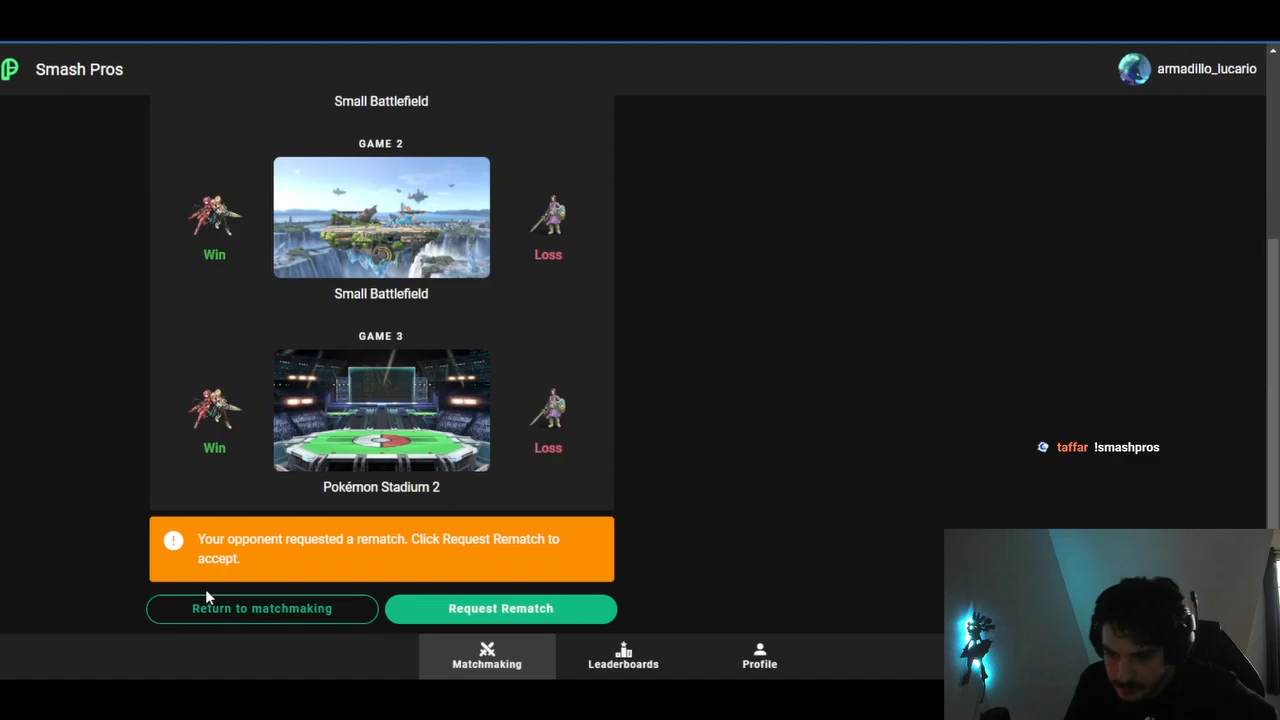 Smash Pros
armadillo_lucario
Small Battlefield
GAME 2
Win
Loss
Small Battlefield
GAME 3
Win
Loss
Pokémon Stadium 2
taffar !smashpros
Your opponent requested a rematch. Click Request Rematch to
accept.
Return to matchmaking
Request Rematch
Matchmaking
Leaderboards
Profile